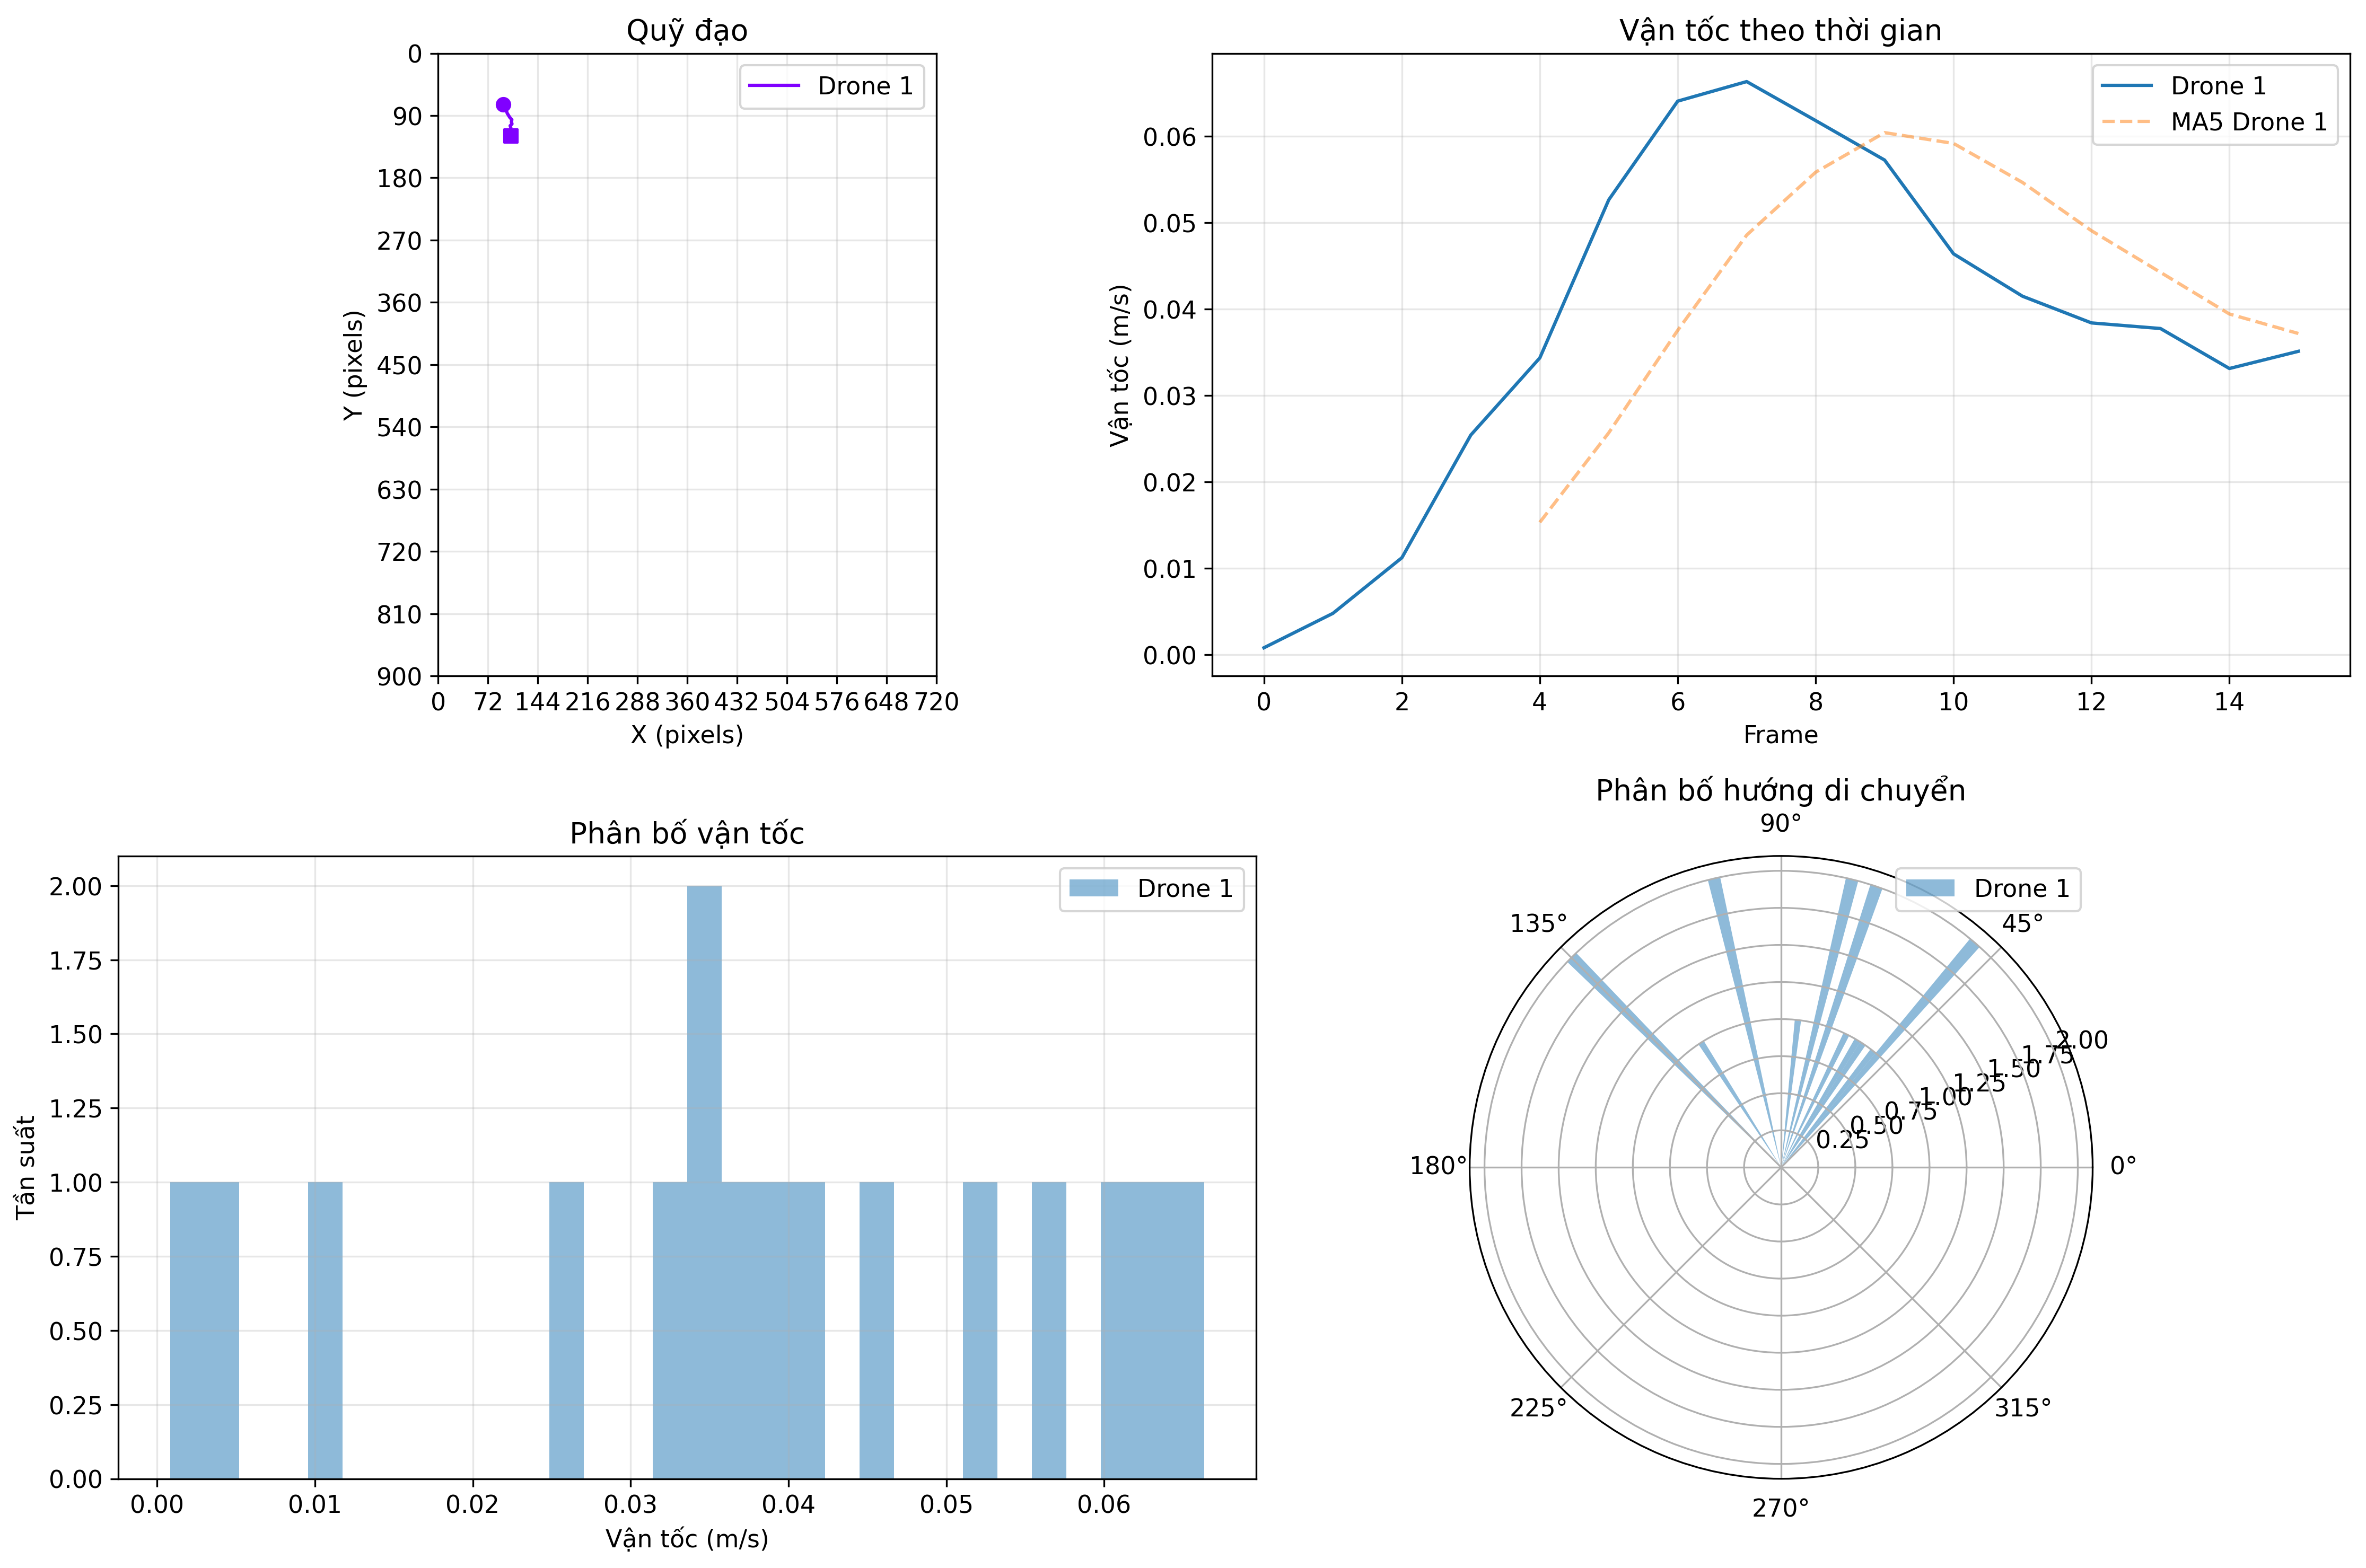 Quỹ đạo
Drone 1
0
90
180
270
360
450
540
630
720
810
900
Y (pixels)
0 72 144 216 288 360 432 504 576 648 720
X (pixels)
Vận tốc theo thời gian
Drone 1
MA5 Drone 1
0.06
0.05
0.04
0.03
0.02
0.01
0.00
Vận tốc (m/s)
0 2 4 6 8 10 12 14
Frame
Phân bố vận tốc
Drone 1
2.00
1.75
1.50
1.25
1.00
0.75
0.50
0.25
0.00
Tần suất
0.00 0.01 0.02 0.03 0.04 0.05 0.06
Vận tốc (m/s)
Phân bố hướng di chuyển
90°
Drone 1
135°
45°
2.00
1.75
1.50
1.25
1.00
0.75
0.50
0.25
180°
0°
225°
315°
270°